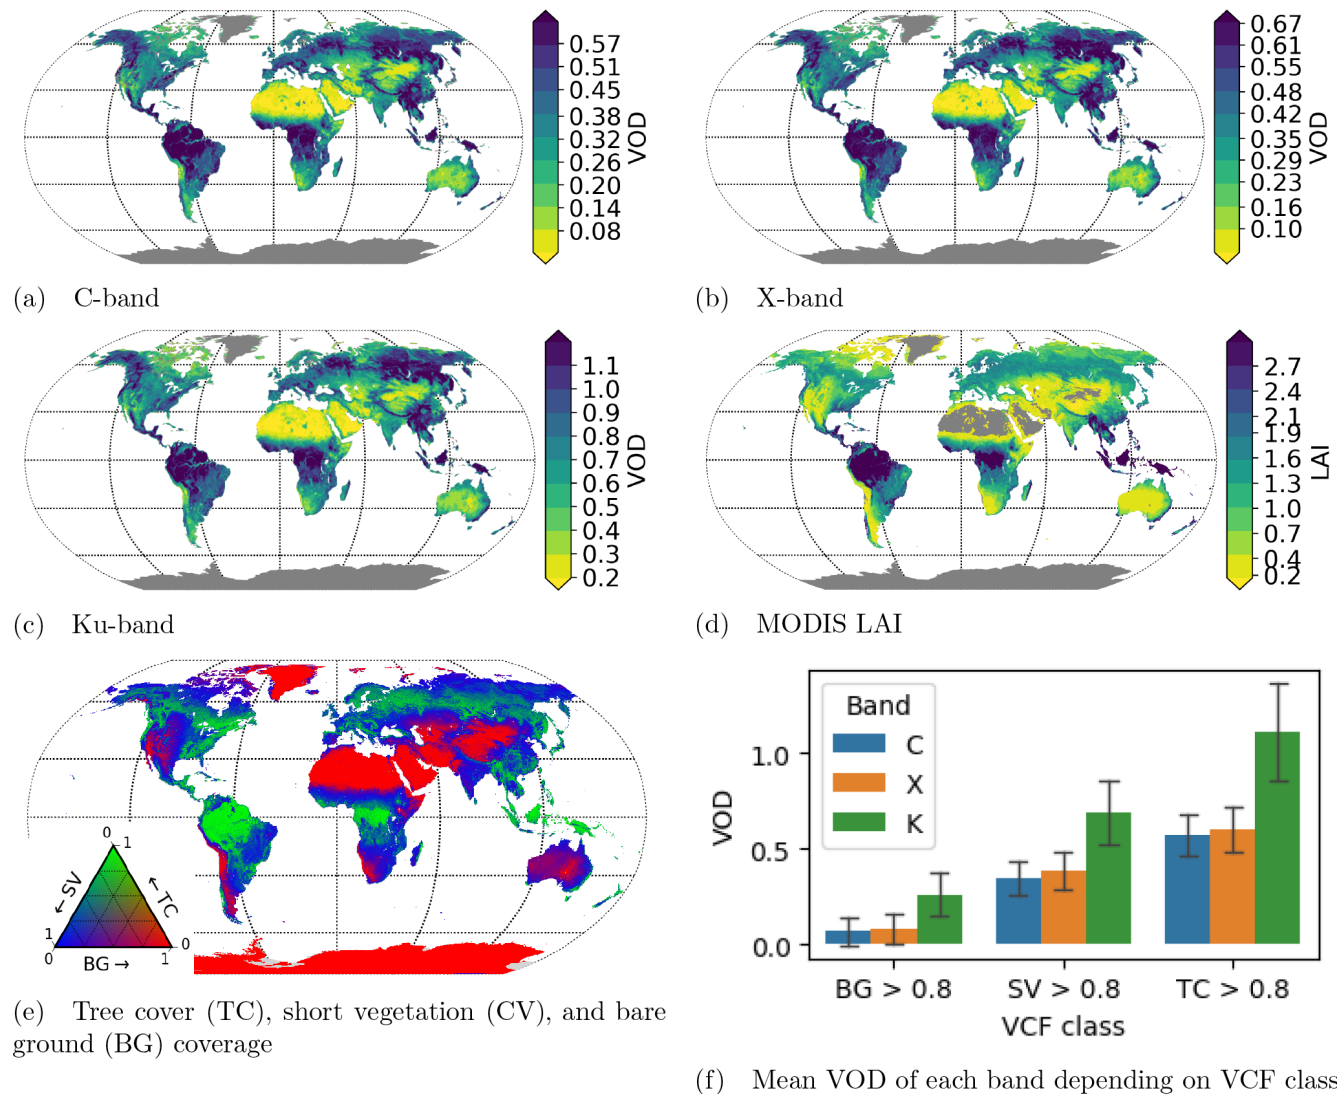 0.57
0.51
0.45
0.38
0.32
0.26
0.20
0.14
0.08
VOD
(a) C-band
0.67
0.61
0.55
0.48
0.42
0.35
0.29
0.23
0.16
0.10
VOD
(b) X-band
1.1
1.0
0.9
0.8
0.7
0.6
0.5
0.4
0.3
0.2
VOD
(c) Ku-band
2.7
2.4
2.1
1.9
1.6
1.3
1.0
0.7
0.4
0.2
LAI
(d) MODIS LAI
0 1
← SV
← TC
1 0
0 BG → 1
(e) Tree cover (TC), short vegetation (CV), and bare
ground (BG) coverage
Band
C
X
K
1.0
0.5
0.0
VOD
BG > 0.8 SV > 0.8 TC > 0.8
VCF class
(f) Mean VOD of each band depending on VCF class